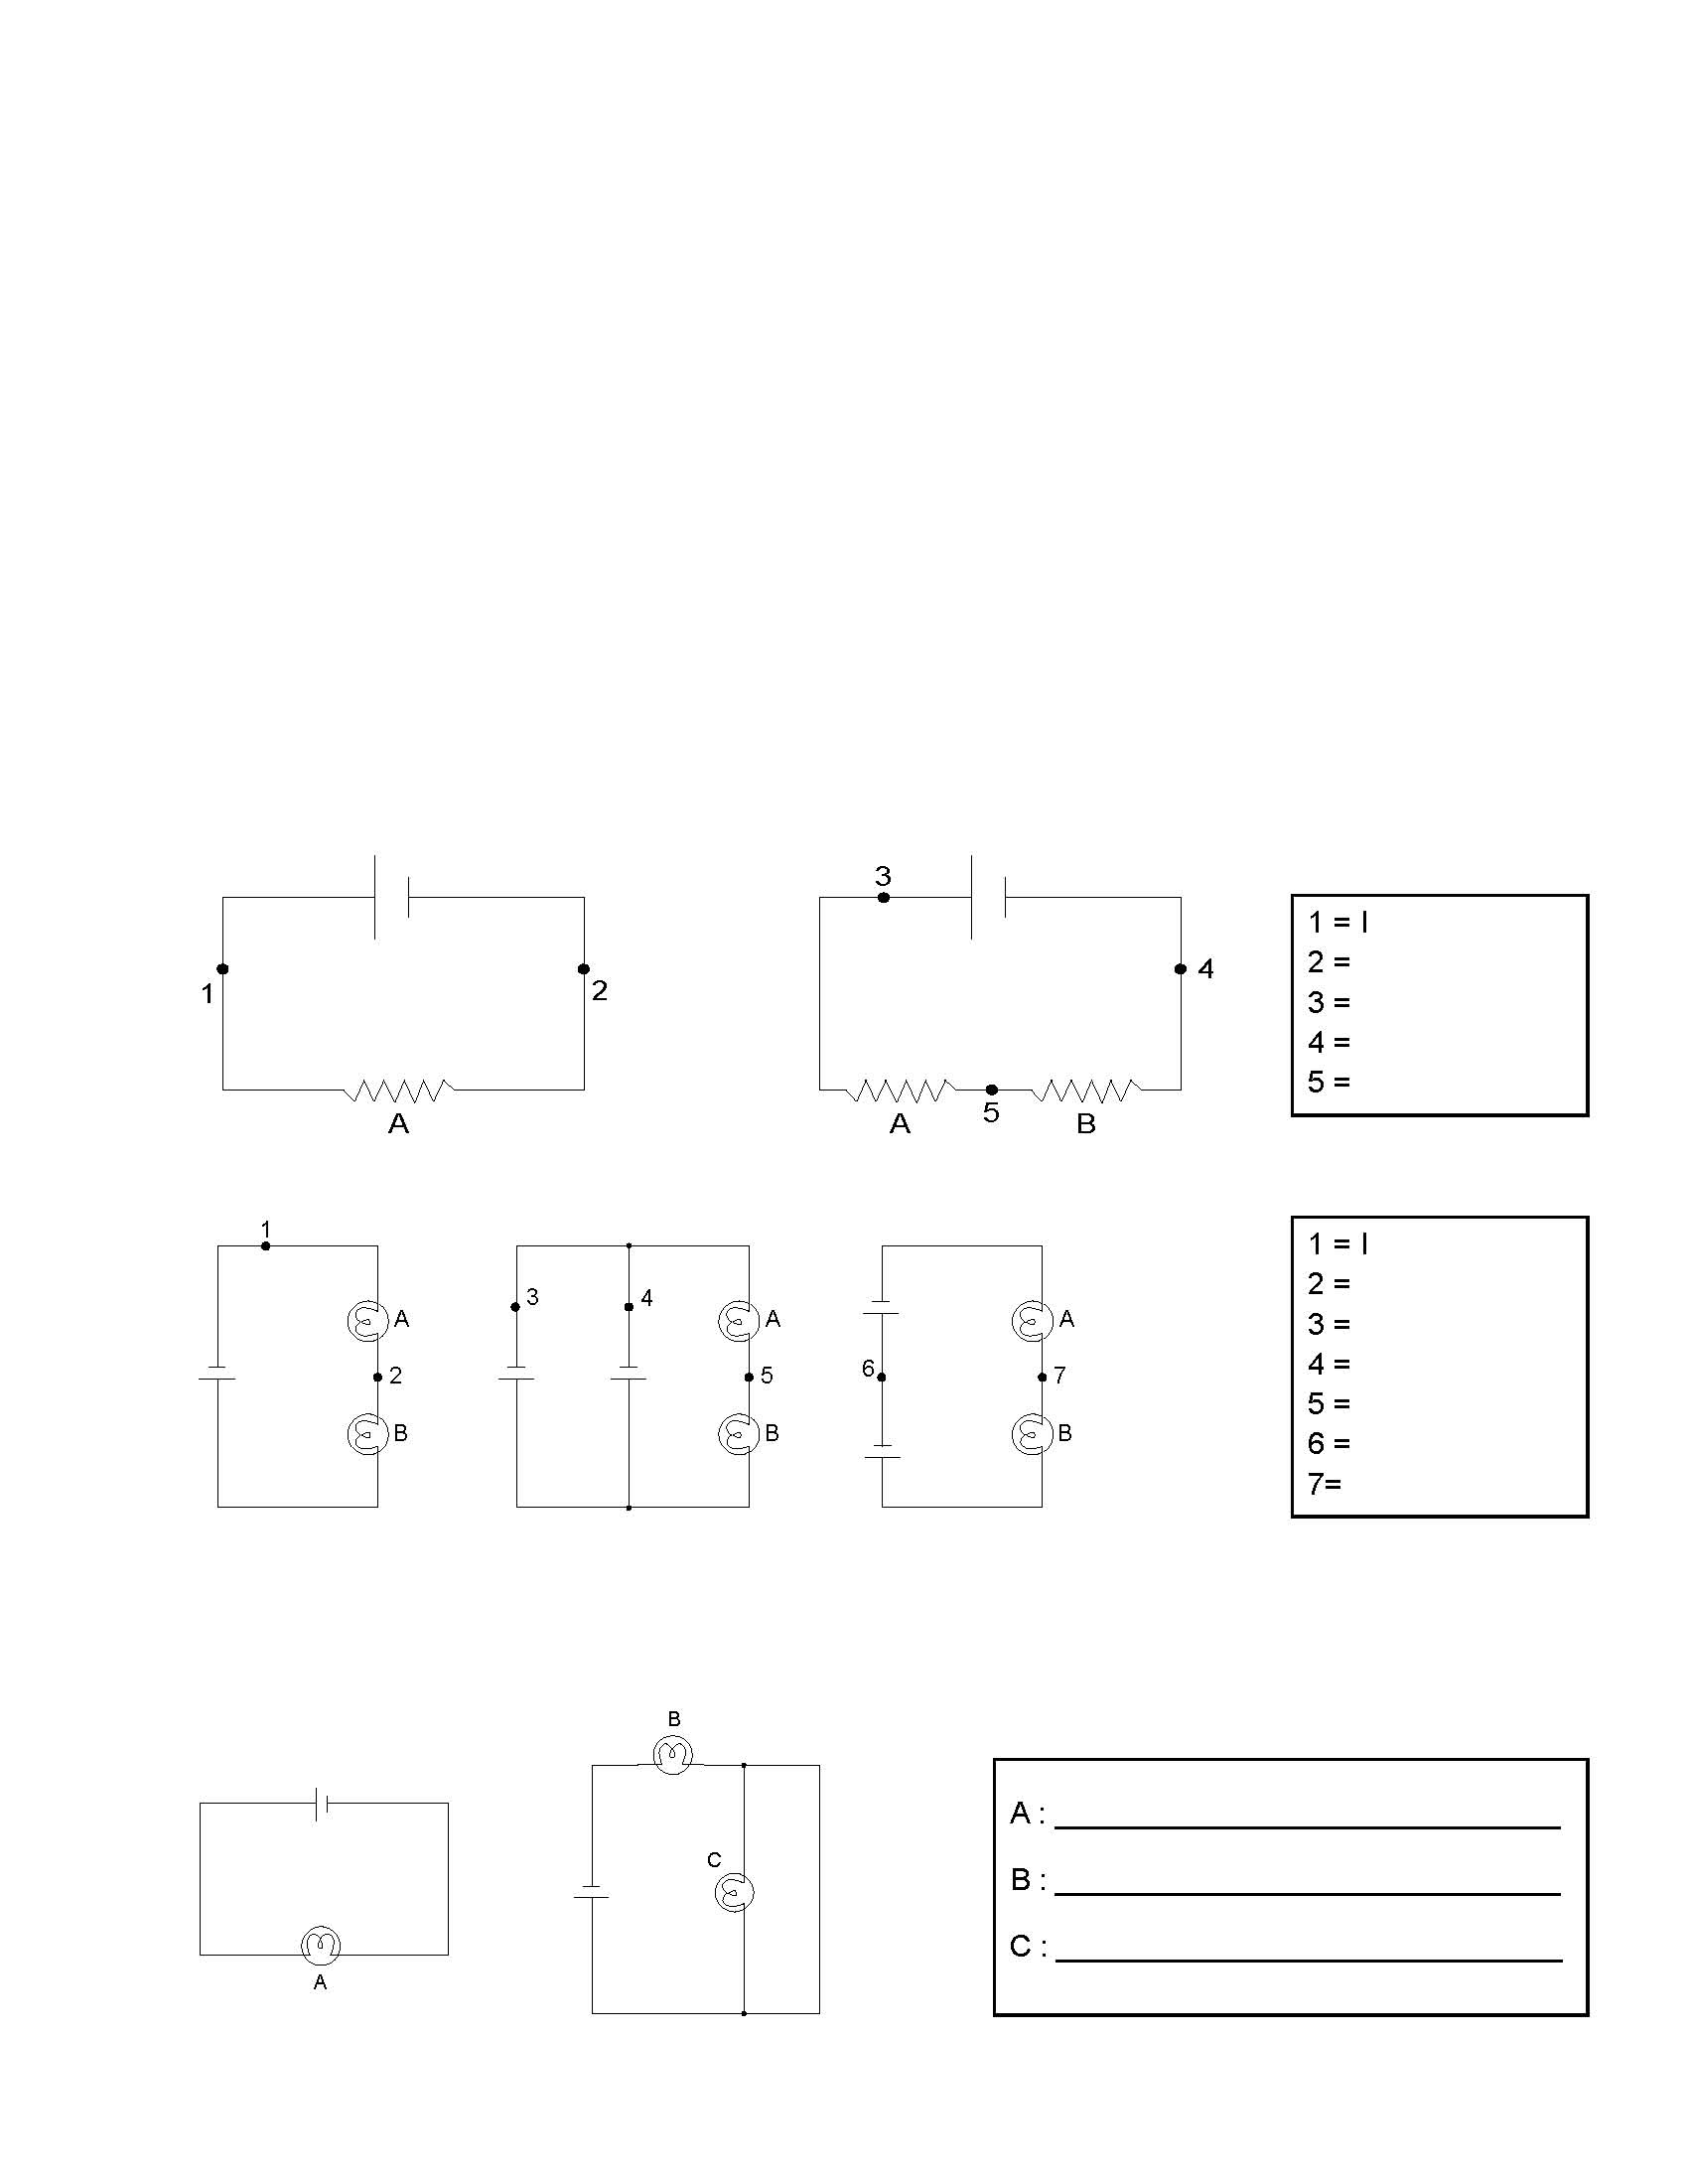 3
1
2
4
A
A
5
B
1 = I
2 =
3 =
4 =
5 =
1
A
2
B
3
4
A
5
B
6
A
7
B
1 = I
2 =
3 =
4 =
5 =
6 =
7=
A
B
C
A :
B :
C :